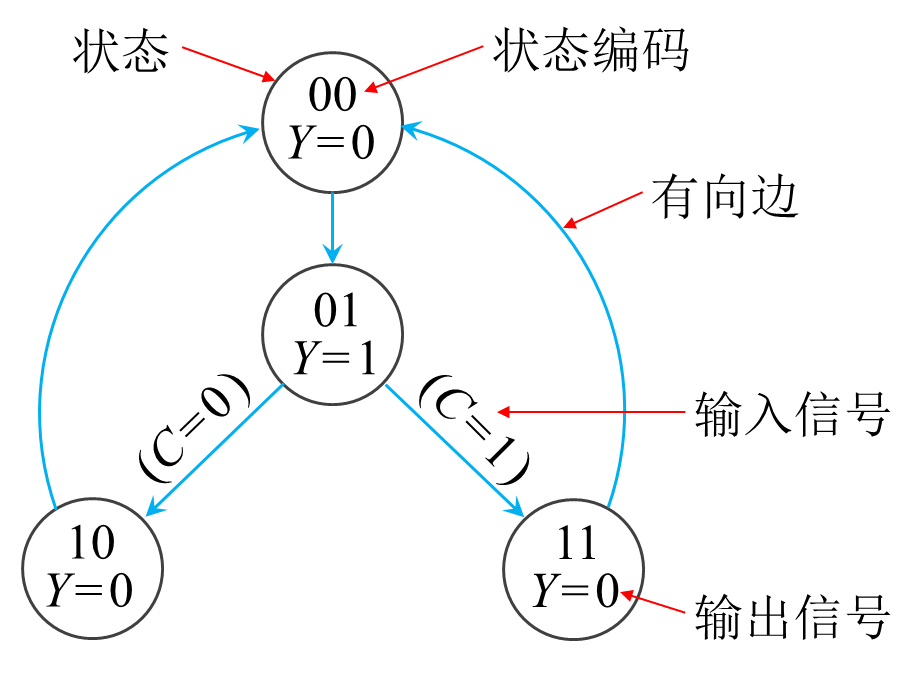 状态
状态编码
00
Y=0
有向边
01
Y=1
(C=0)
(C=1)
输入信号
10
Y=0
11
Y=0
输出信号